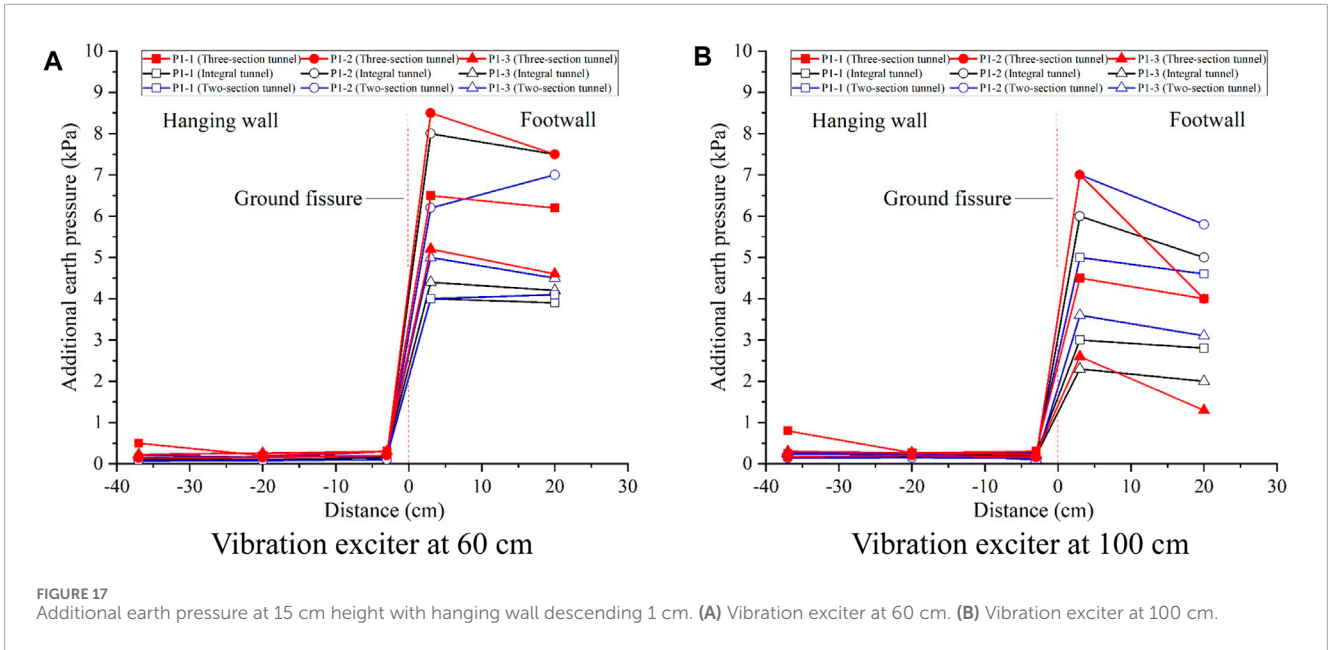 A
10
9
8
7
6
5
4
3
2
1
0
Additional earth pressure (kPa)
P1-1 (Three-section tunnel) P1-2 (Three-section tunnel) P1-3 (Three-section tunnel)
P1-1 (Integral tunnel) P1-2 (Integral tunnel) P1-3 (Integral tunnel)
P1-1 (Two-section tunnel) P1-2 (Two-section tunnel) P1-3 (Two-section tunnel)
Hanging wall Footwall
Ground fissure
-40 -30 -20 -10 0 10 20 30
Distance (cm)
Vibration exciter at 60 cm
B
10
9
8
7
6
5
4
3
2
1
0
Additional earth pressure (kPa)
P1-1 (Three-section tunnel) P1-2 (Three-section tunnel) P1-3 (Three-section tunnel)
P1-1 (Integral tunnel) P1-2 (Integral tunnel) P1-3 (Integral tunnel)
P1-1 (Two-section tunnel) P1-2 (Two-section tunnel) P1-3 (Two-section tunnel)
Hanging wall Footwall
Ground fissure
-40 -30 -20 -10 0 10 20 30
Distance (cm)
Vibration exciter at 100 cm
FIGURE 17
Additional earth pressure at 15 cm height with hanging wall descending 1 cm. (A) Vibration exciter at 60 cm. (B) Vibration exciter at 100 cm.